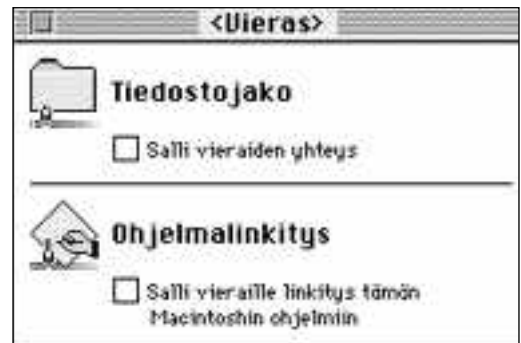 <Vieras>
Tiedostojako
Salli vieraiden yhteys
Ohjelmalinkitys
Salli vieraille linkitys tämän
Macintoshin ohjelmiin